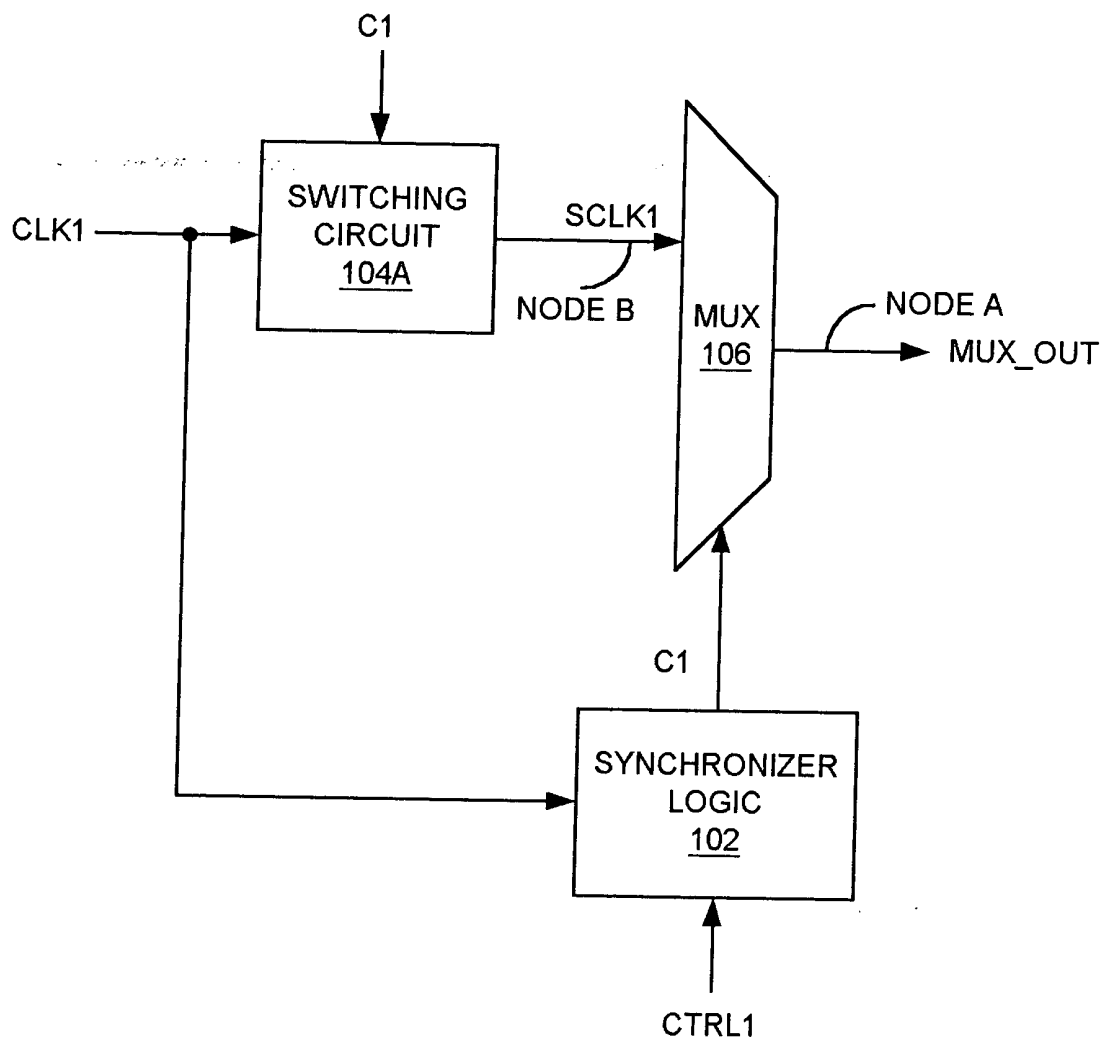 C1
SWITCHING
CIRCUIT
104A
CLK1
SCLK1
NODE B
MUX
106
NODE A
MUX_OUT
C1
SYNCHRONIZER
LOGIC
102
CTRL1